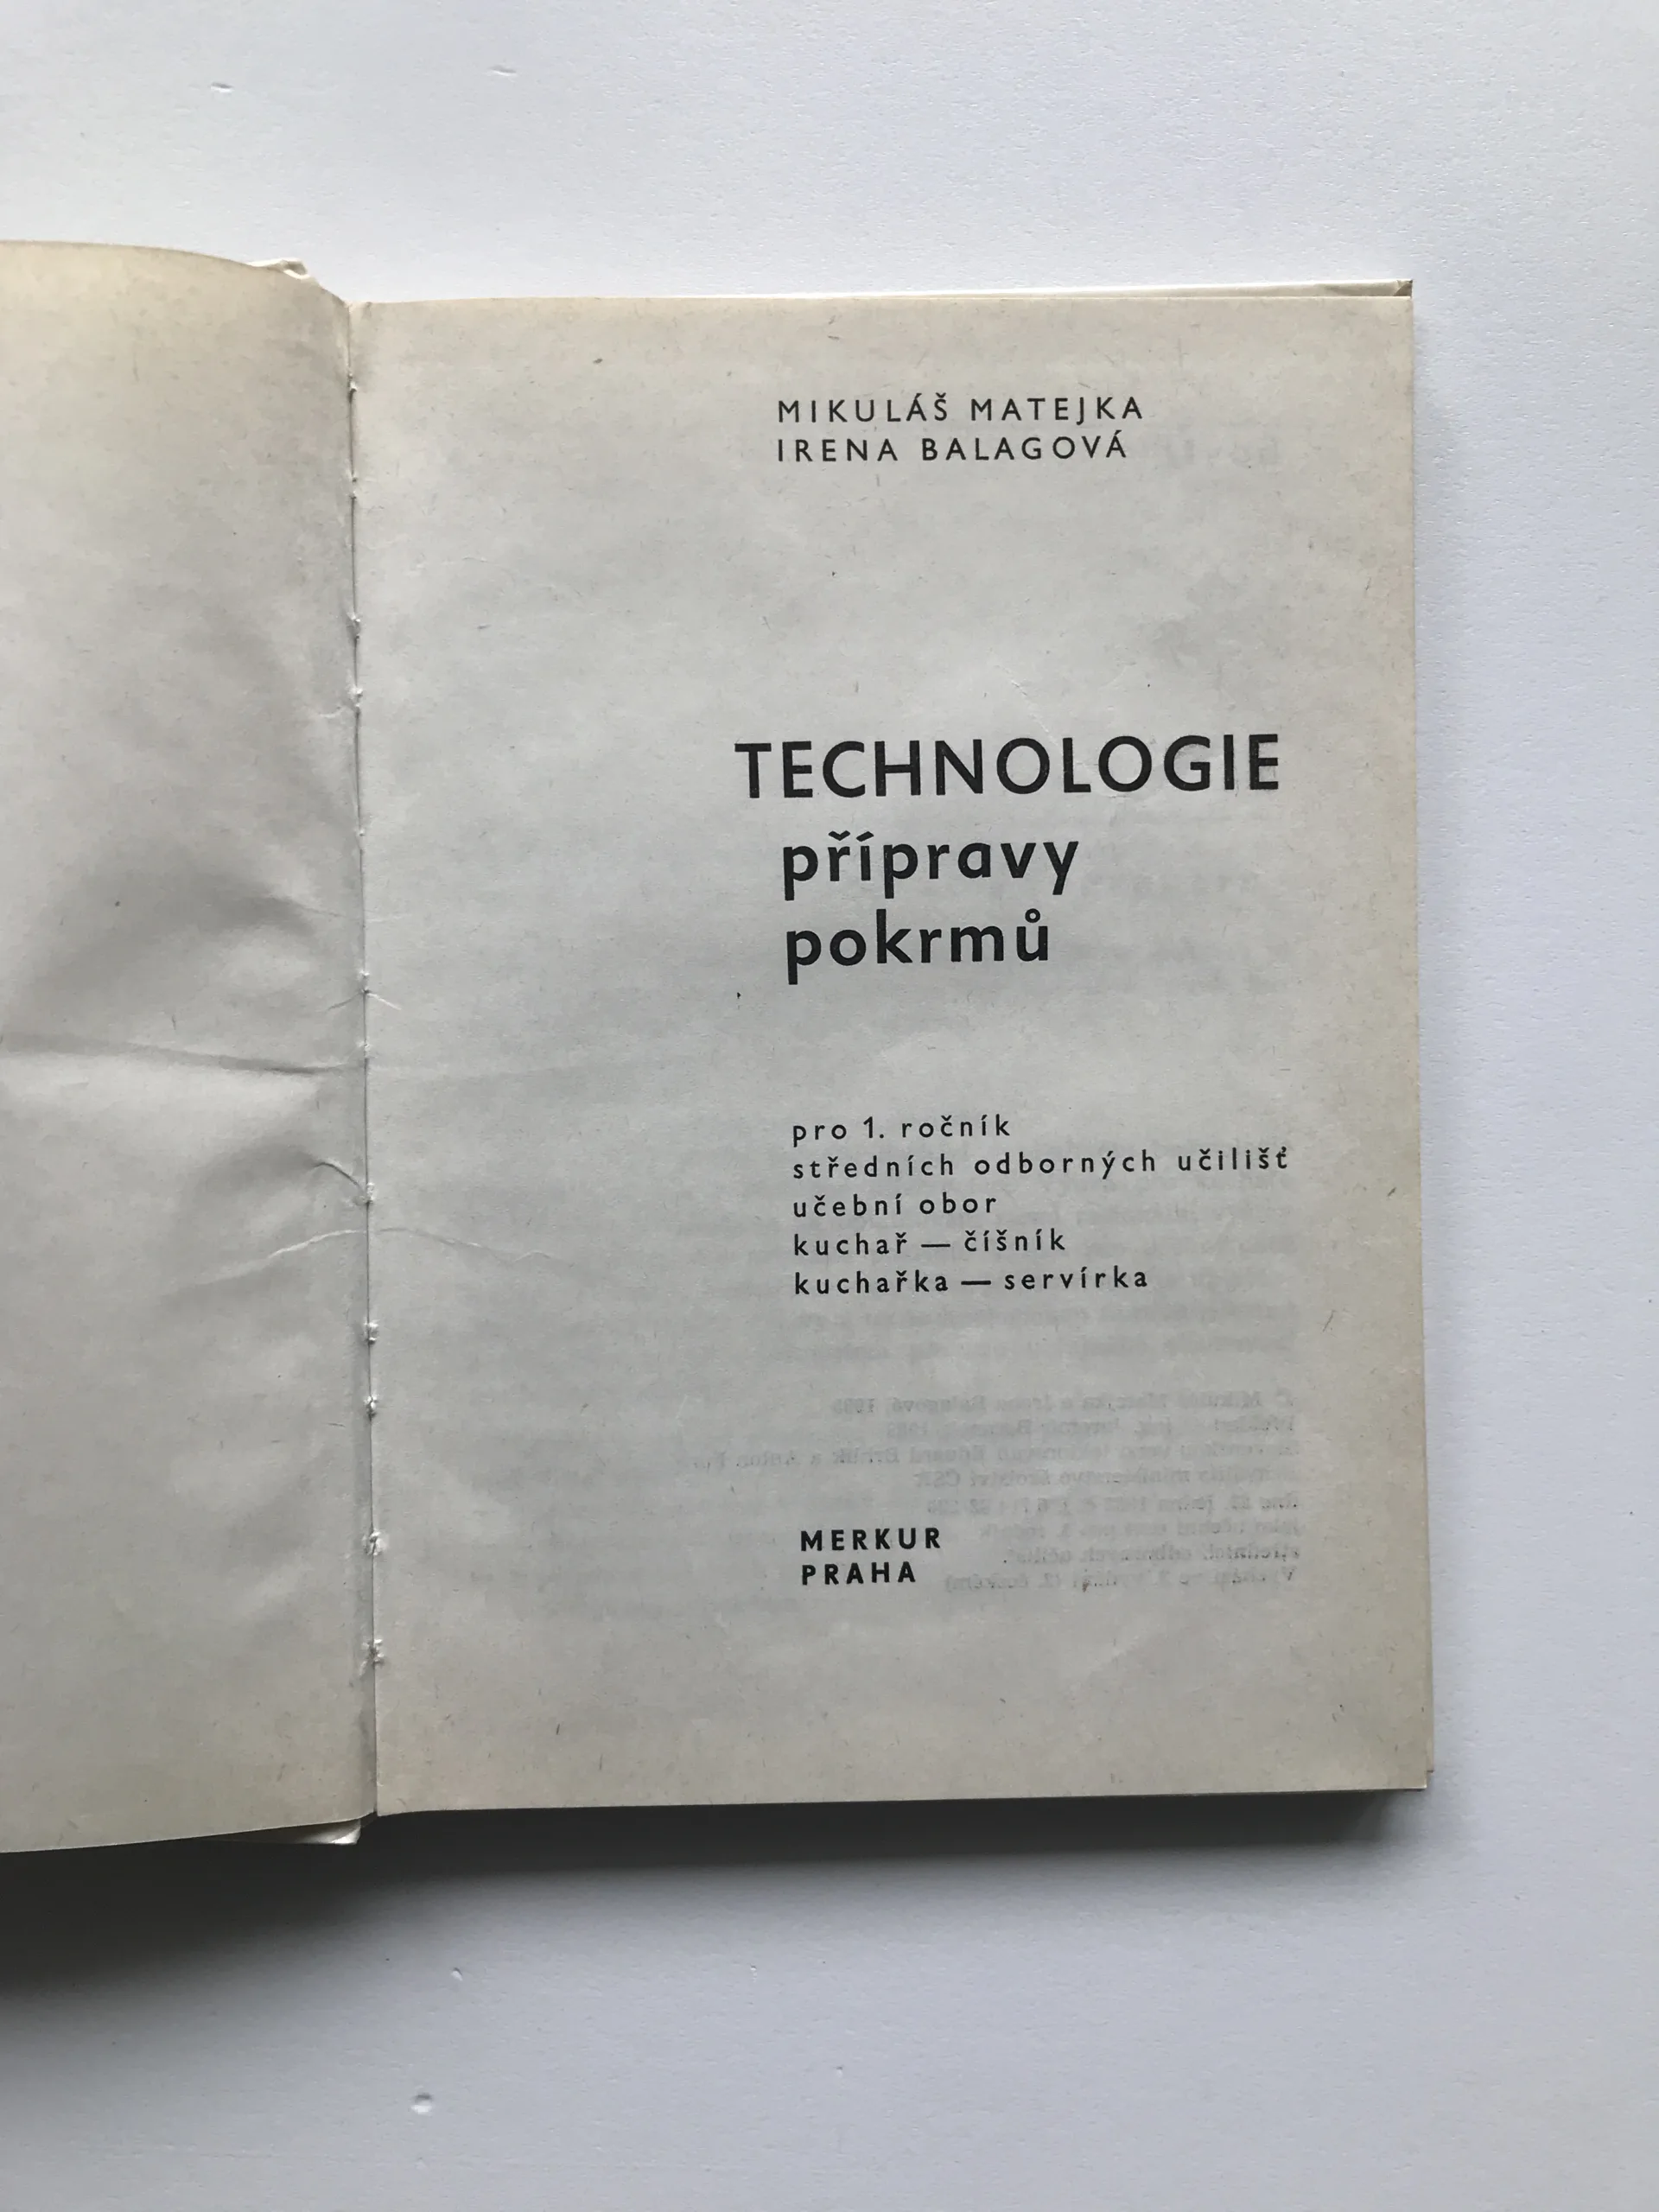 MIKULÁŠ MATEJKA
IRENA BALAGOVÁ
TECHNOLOGIE
přípravy
pokrmů
pro 1. ročník
středních odborných učilišť
učební obor
kuchař — číšník
kuchařka — servírka
MERKUR
PRAHA